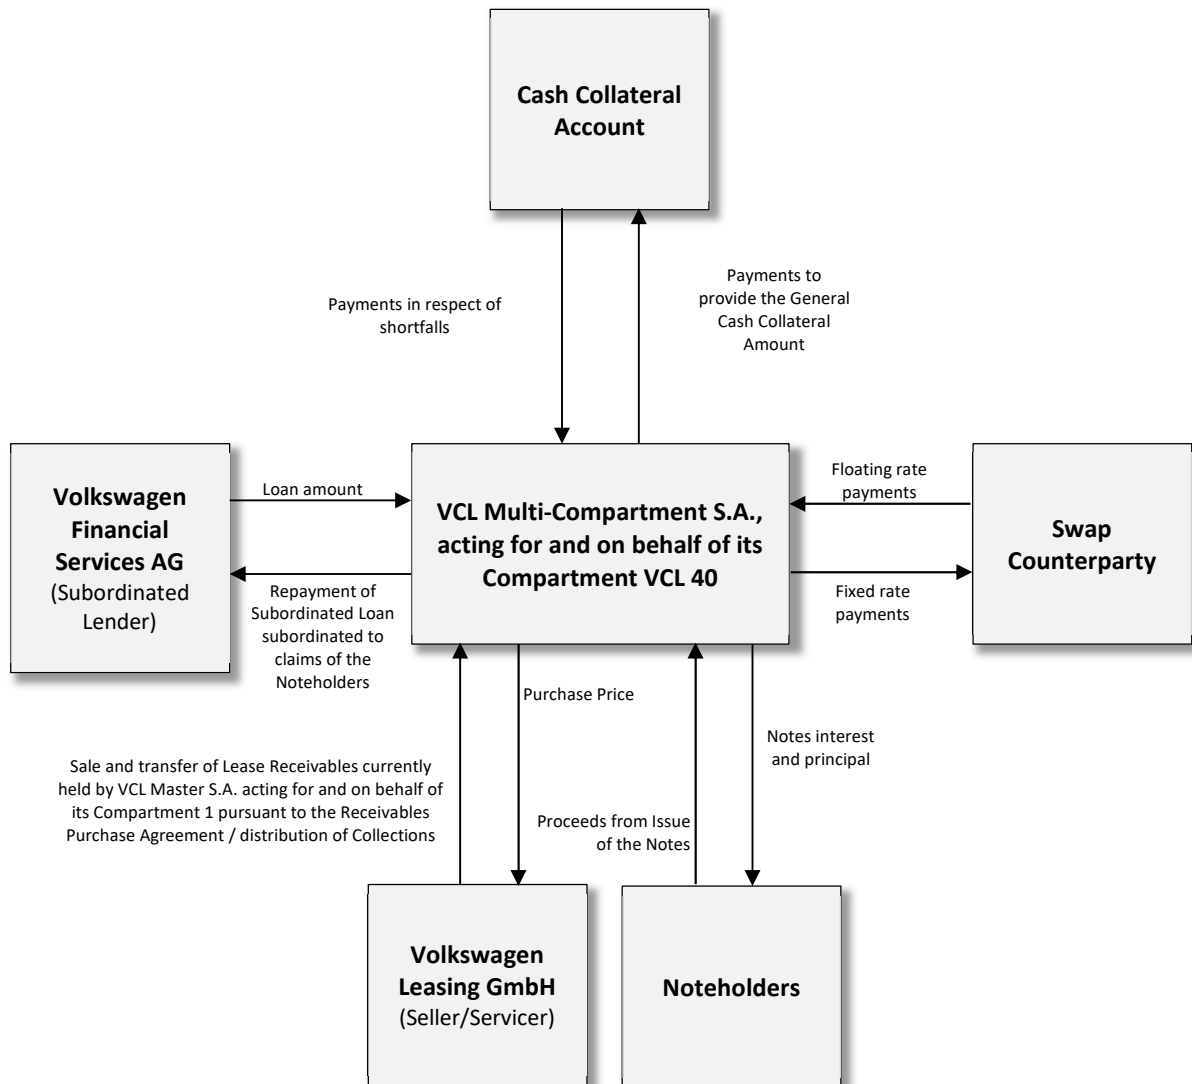 Cash Collateral
Account
Payments in respect of
shortfalls
Payments to
provide the General
Cash Collateral
Amount
Volkswagen
Financial
Services AG
(Subordinated
Lender)
Loan amount
Repayment of
Subordinated Loan
subordinated to
claims of the
Noteholders
VCL Multi-Compartment S.A.,
acting for and on behalf of its
Compartment VCL 40
Floating rate
payments
Fixed rate
payments
Swap
Counterparty
Sale and transfer of Lease Receivables currently
held by VCL Master S.A. acting for and on behalf of
its Compartment 1 pursuant to the Receivables
Purchase Agreement / distribution of Collections
Purchase Price
Proceeds from Issue
of the Notes
Notes interest
and principal
Volkswagen
Leasing GmbH
(Seller/Servicer)
Noteholders